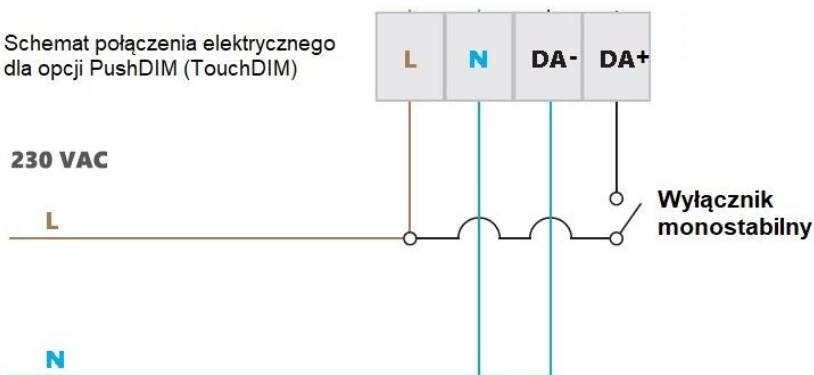 Schemat połączenia elektrycznego
dla opcji PushDIM (TouchDIM)
L N DA- DA+
230 VAC
L
Wyłącznik
monostabilny
N